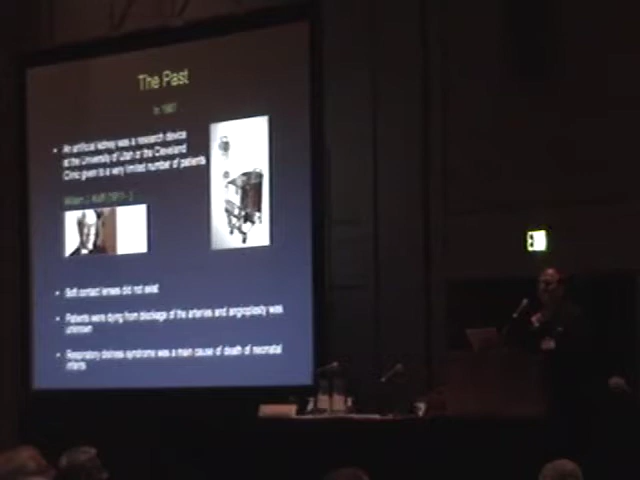 The Past
In
• An artificial kidney was a research device
at the University of Utah or the Cleveland
Clinic given to a very limited number of patients
Willem J. Kolff
• Soft contact lenses did not exist
• Patients were dying from blockage of the arteries and angioplasty was
unknown
• Respiratory distress syndrome was a main cause of death of neonatal
infants